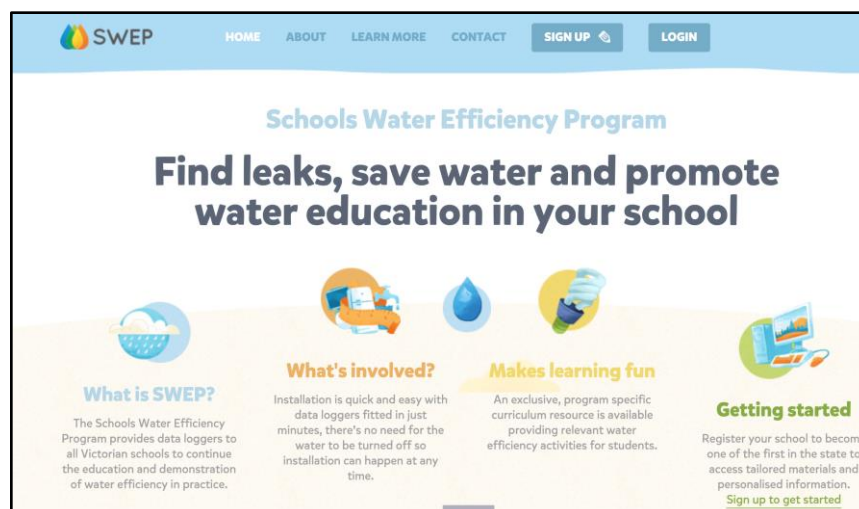 SWEP
HOME
ABOUT
LEARN MORE
CONTACT
SIGN UP
LOGIN
Schools Water Efficiency Program
Find leaks, save water and promote
water education in your school
What is SWEP?
The Schools Water Efficiency
Program provides data loggers to
all Victorian schools to continue
the education and demonstration
of water efficiency in practice.
What's involved?
Installation is quick and easy with
data loggers fitted in just
minutes, there's no need for the
water to be turned off so
installation can happen at any
time.
Makes learning fun
An exclusive, program specific
curriculum resource is available
providing relevant water
efficiency activities for students.
Getting started
Register your school to become
one of the first in the state to
access tailored materials and
personalised information.
Sign up to get started